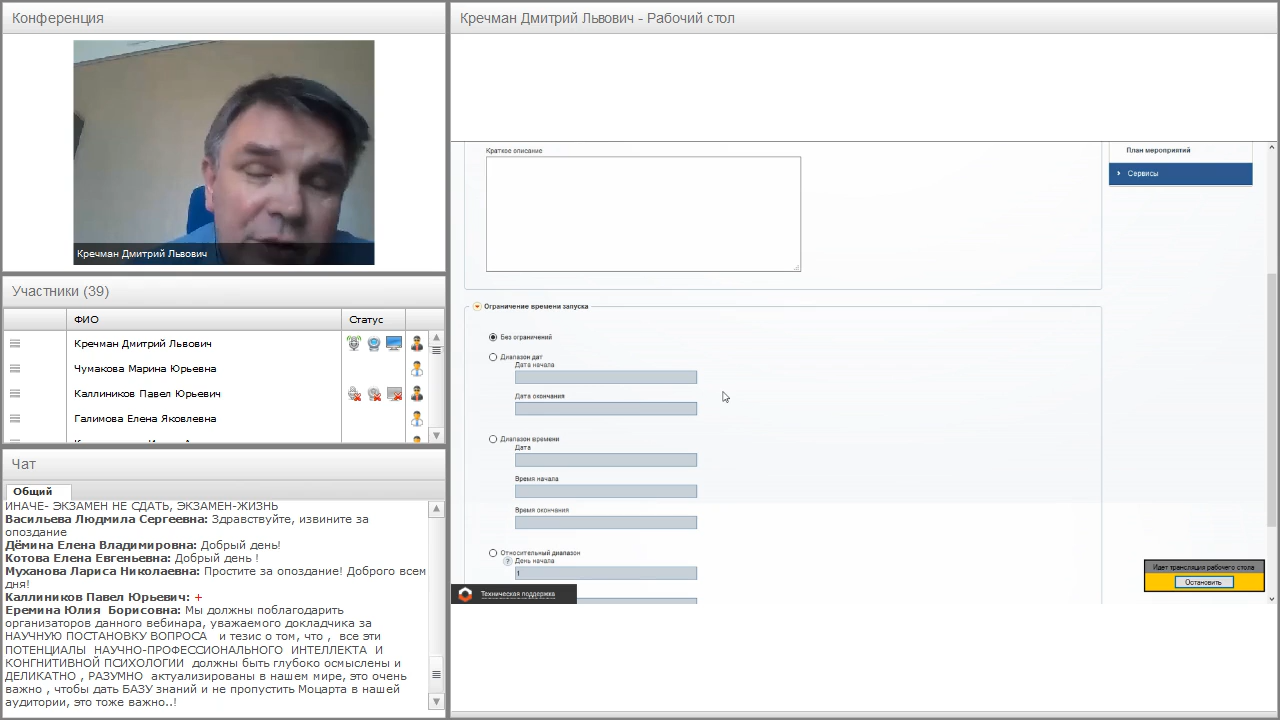 Конференция
Кречман Дмитрий Львович
Участники (39)
ФИО
Статус
Кречман Дмитрий Львович
Чумакова Марина Юрьевна
Каллиников Павел Юрьевич
Галимова Елена Яковлевна
Чат
Общий
ИНАЧЕ- ЭКЗАМЕН НЕ СДАТЬ, ЭКЗАМЕН-ЖИЗНЬ
Васильева Людмила Сергеевна: Здравствуйте, извините за
опоздание
Дёмина Елена Владимировна: Добрый день!
Котова Елена Евгеньевна: Добрый день !
Муханова Лариса Николаевна: Простите за опоздание! Доброго всем
дня!
Каллиников Павел Юрьевич: +
Еремина Юлия Борисовна: Мы должны поблагодарить
организаторов данного вебинара, уважаемого докладчика за
НАУЧНУЮ ПОСТАНОВКУ ВОПРОСА и тезис о том, что , все эти
ПОТЕНЦИАЛЫ НАУЧНО-ПРОФЕССИОНАЛЬНОГО ИНТЕЛЛЕКТА И
КОНГНИТИВНОЙ ПСИХОЛОГИИ должны быть глубоко осмыслены и
ДЕЛИКАТНО , РАЗУМНО актуализированы в нашем мире, это очень
важно , чтобы дать БАЗУ знаний и не пропустить Моцарта в нашей
аудитории, это тоже важно..!
Кречман Дмитрий Львович - Рабочий стол
Краткое описание
План мероприятий
Сервисы
Ограничение времени запуска
Без ограничений
Диапазон дат
Дата начала
Дата окончания
Диапазон времени
Дата
Время начала
Время окончания
Относительный диапазон
? День начала
1
Техническая поддержка
Идет трансляция рабочего стола
Остановить